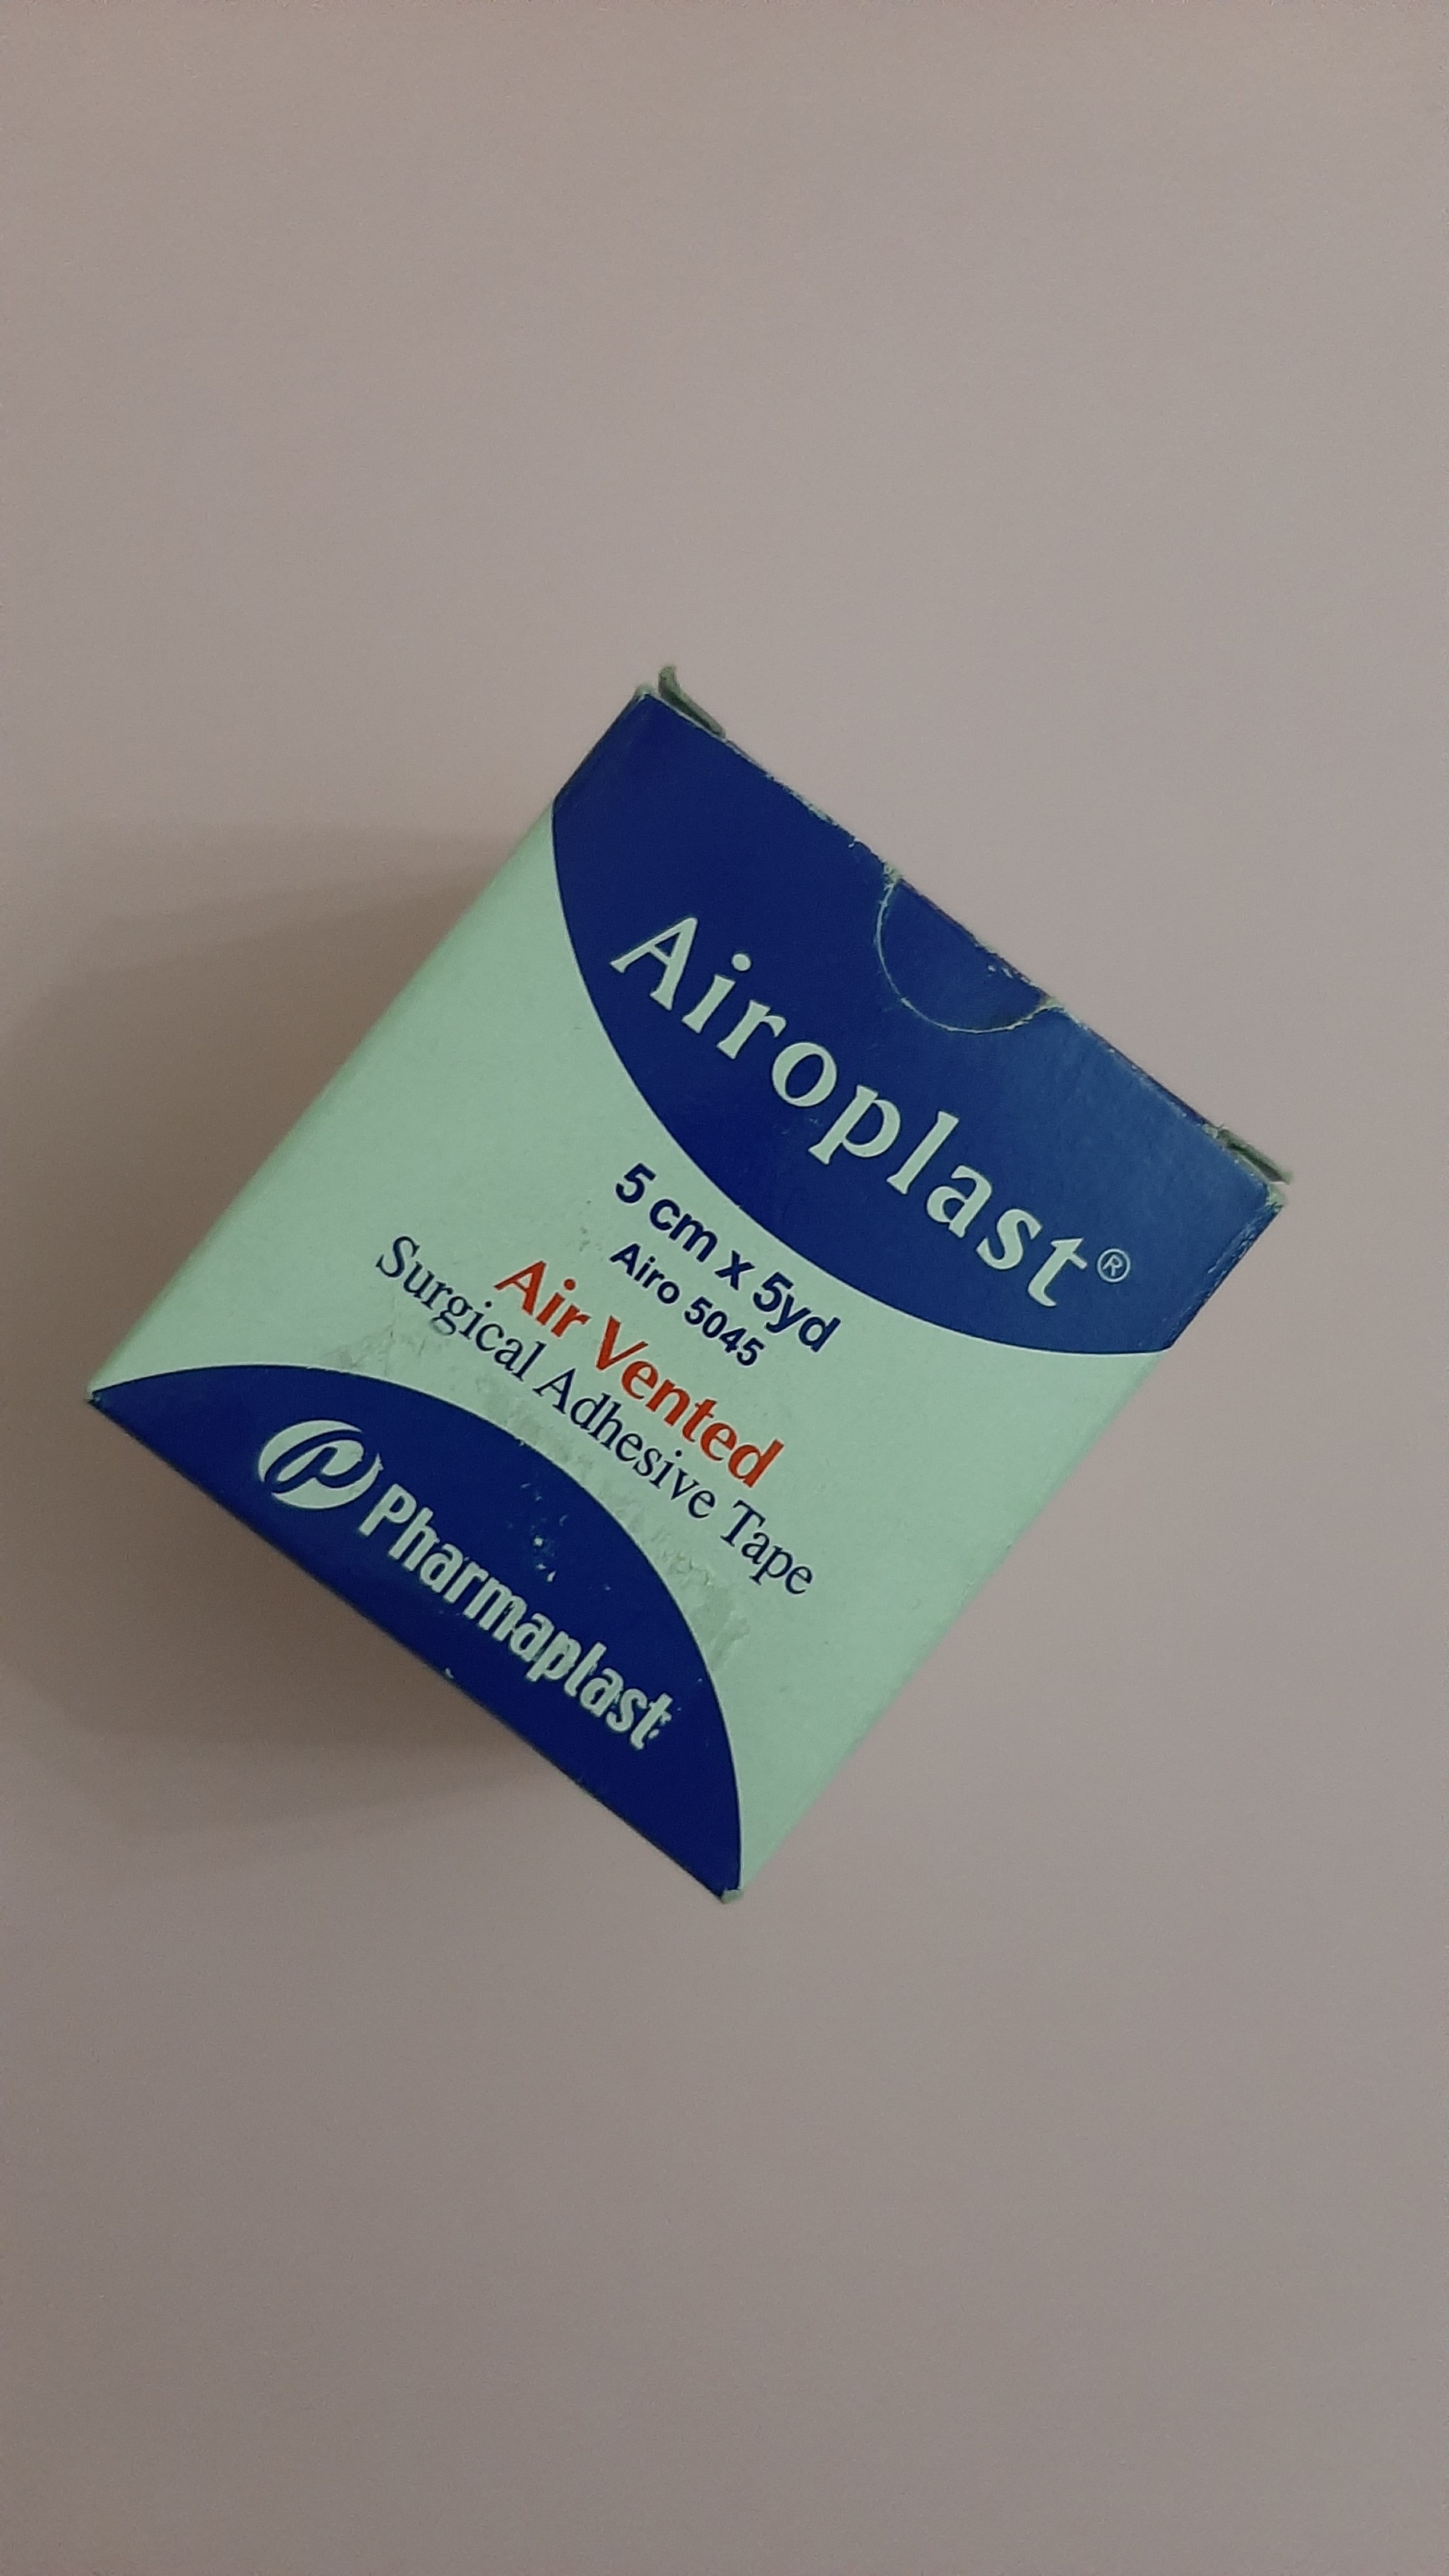 Airoplast®
5 cm x 5yd
Airo 5045
Air Vented
Surgical Adhesive Tape
Pharmaplast